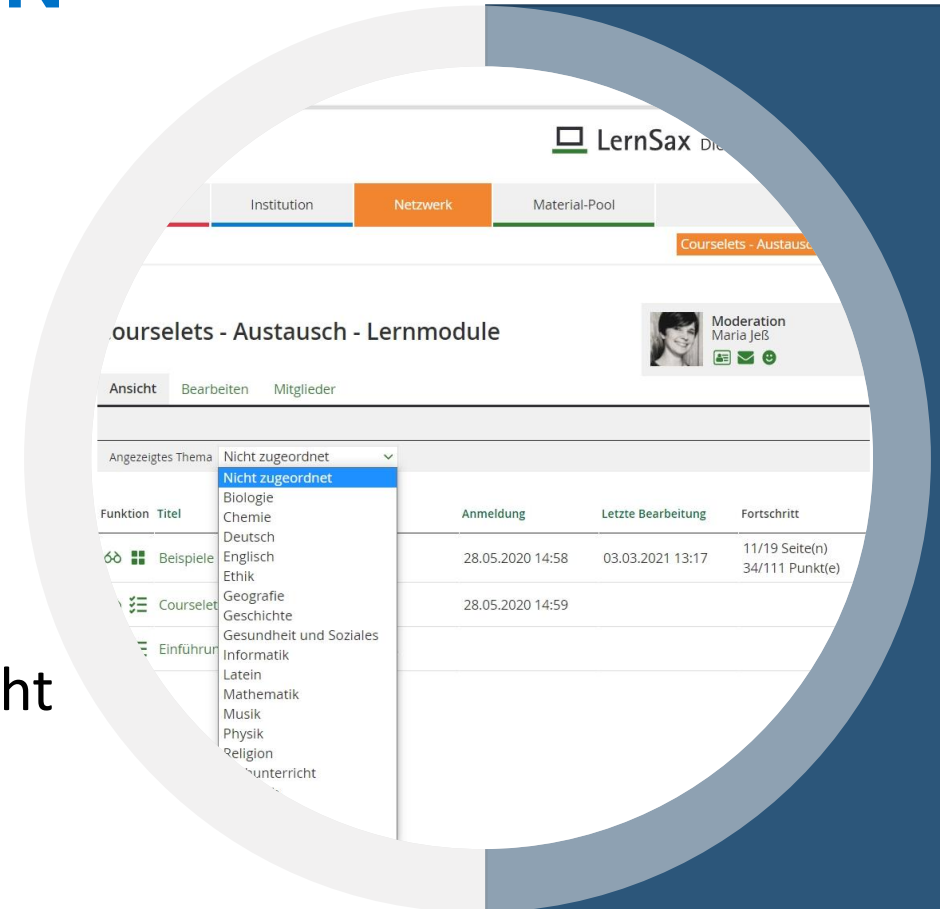 N
LernSax
Institution Netzwerk Material-Pool
Courselets - Austausc
ourselets - Austausch - Lernmodule
Moderation
Maria Jeß
Ansicht Bearbeiten Mitglieder
Angezeigtes Thema Nicht zugeordnet
Nicht zugeordnet
Biologie
Chemie
Deutsch
Englisch
Ethik
Geografie
Geschichte
Gesundheit und Soziales
Informatik
Latein
Mathematik
Musik
Physik
Religion
unterricht
Funktion Titel Anmeldung Letzte Bearbeitung Fortschritt
Beispiele 28.05.2020 14:58 03.03.2021 13:17 11/19 Seite(n)
34/111 Punkt(e)
Courselet 28.05.2020 14:59
Einführun
ht